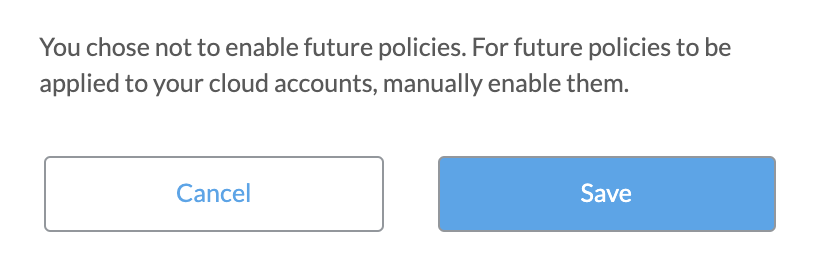 You chose not to enable future policies. For future policies to be
applied to your cloud accounts, manually enable them.
Cancel
Save